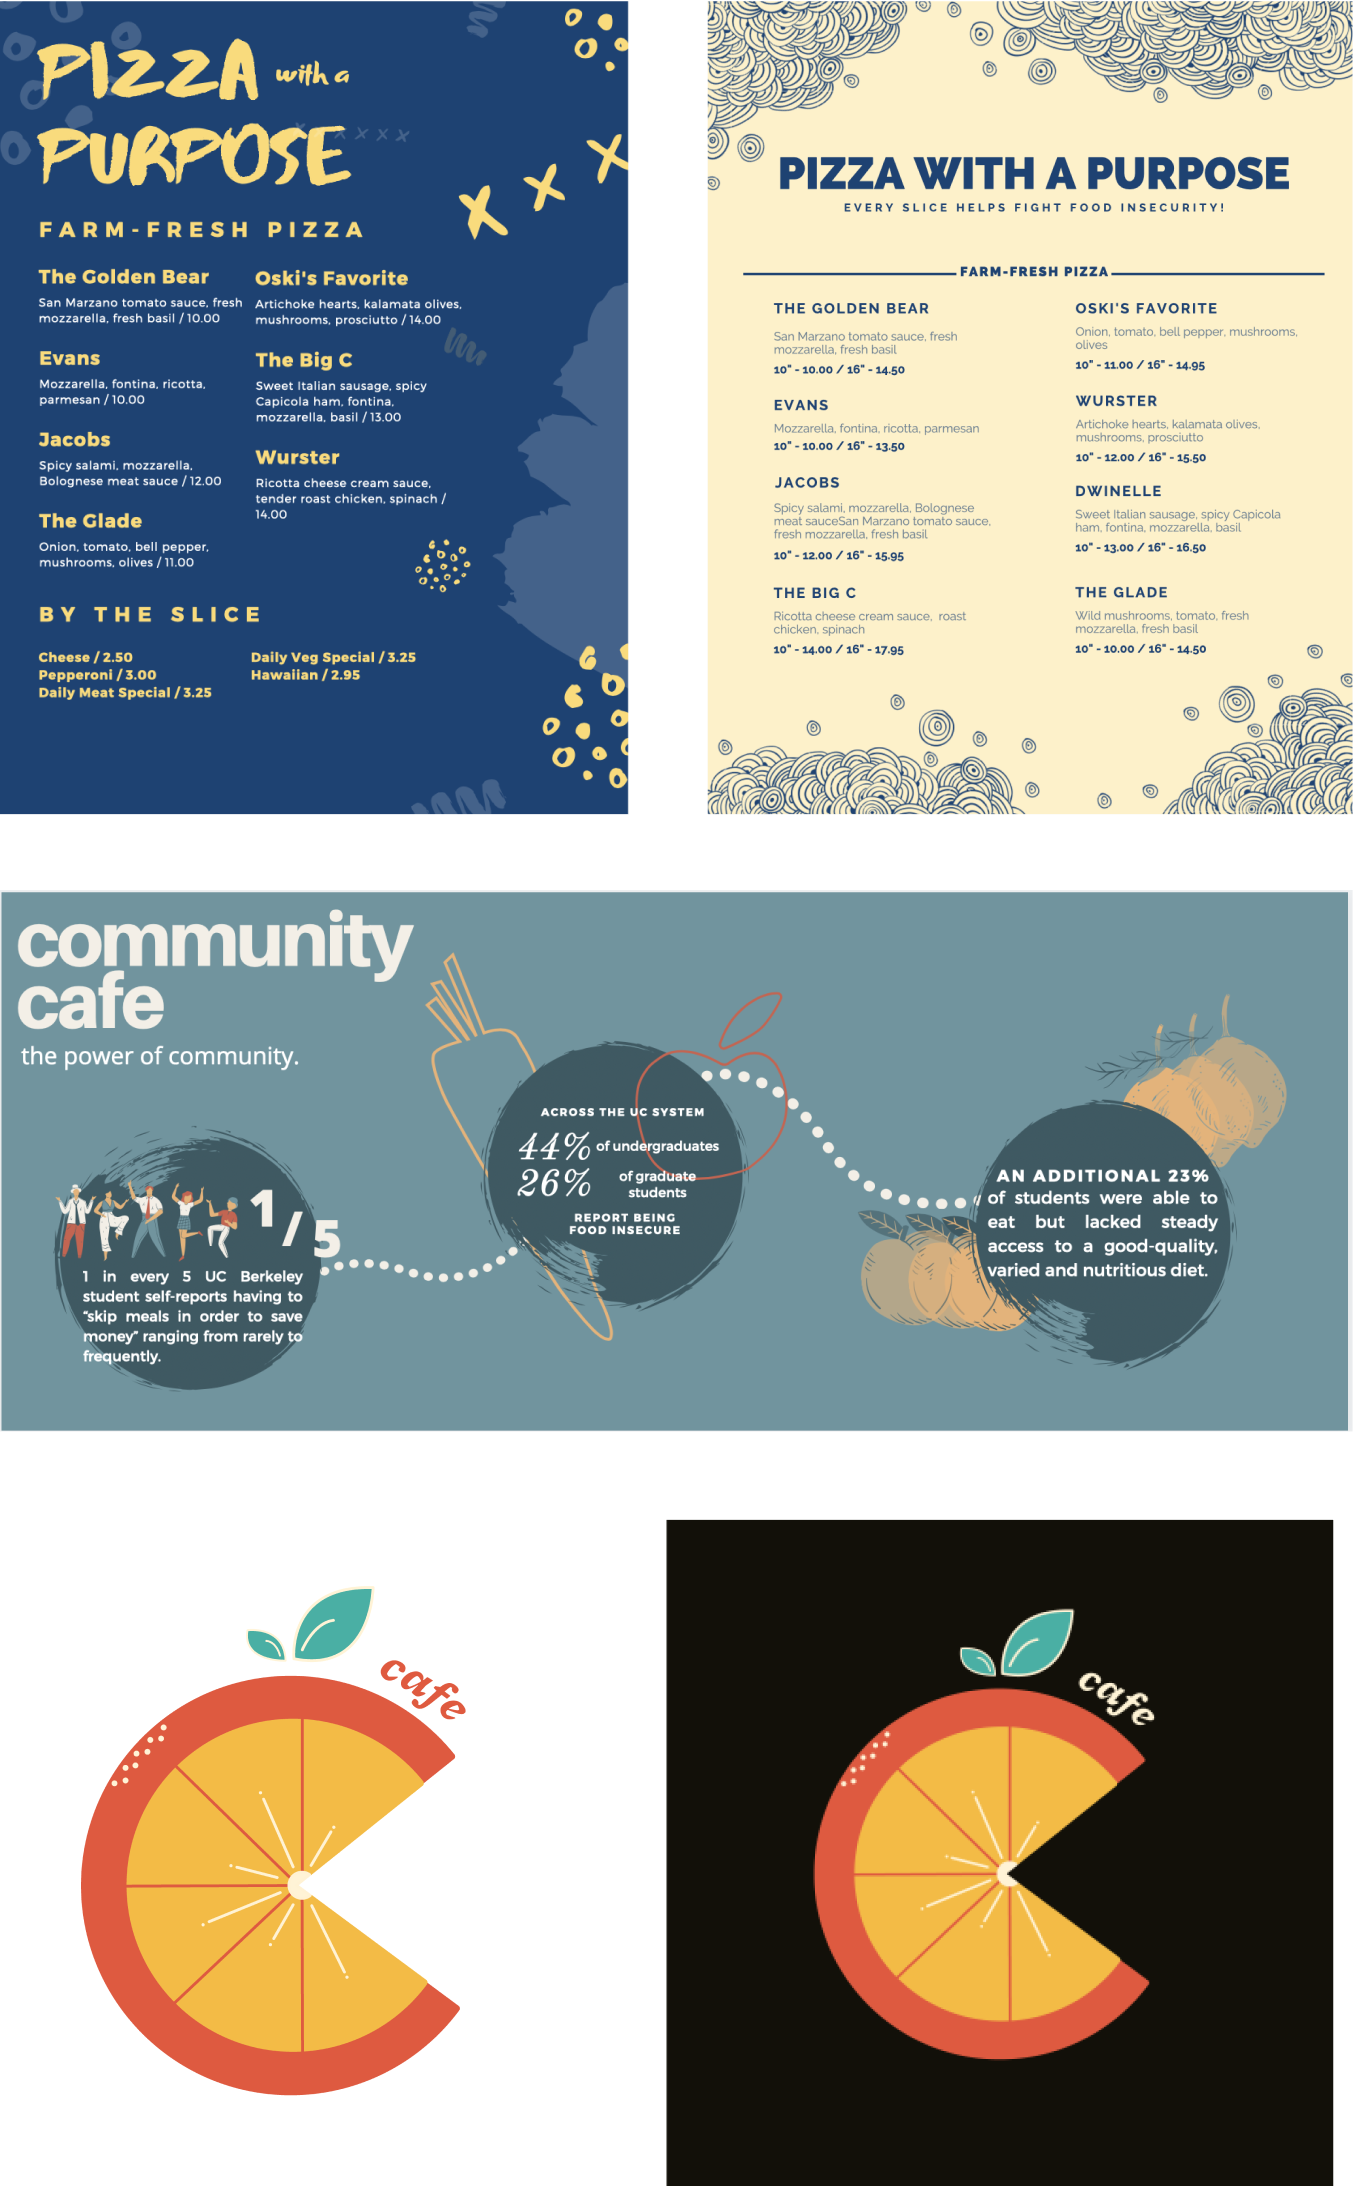 PIZZA with a
PURPOSE
FARM-FRESH PIZZA
The Golden Bear
San Marzano tomato sauce, fresh
mozzarella, fresh basil / 10.00
Evans
Mozzarella, fontina, ricotta,
parmesan / 10.00
Jacobs
Spicy salami, mozzarella,
Bolognese meat sauce / 12.00
The Glade
Onion, tomato, bell pepper,
mushrooms, olives / 11.00
Oski's Favorite
Artichoke hearts, kalamata olives,
mushrooms, prosciutto / 14.00
The Big C
Sweet Italian sausage, spicy
Capicola ham, fontina,
mozzarella, basil / 13.00
Wurster
Ricotta cheese cream sauce,
tender roast chicken, spinach /
14.00
BY THE SLICE
Cheese / 2.50
Pepperoni / 3.00
Daily Meat Special / 3.25
Daily Veg Special / 3.25
Hawaiian / 2.95
PIZZA WITH A PURPOSE
EVERY SLICE HELPS FIGHT FOOD INSECURITY!
FARM-FRESH PIZZA
THE GOLDEN BEAR
San Marzano tomato sauce, fresh
mozzarella, fresh basil
10" - 10.00 / 16" - 14.50
EVANS
Mozzarella, fontina, ricotta, parmesan
10" - 10.00 / 16" - 13.50
JACOBS
Spicy salami, mozzarella, Bolognese
meat sauceSan Marzano tomato sauce,
fresh mozzarella, fresh basil
10" - 12.00 / 16" - 15.95
THE BIG C
Ricotta cheese cream sauce, roast
chicken, spinach
10" - 14.00 / 16" - 17.95
OSKI'S FAVORITE
Onion, tomato, bell pepper, mushrooms,
olives
10" - 11.00 / 16" - 14.95
WURSTER
Artichoke hearts, kalamata olives,
mushrooms, prosciutto
10" - 12.00 / 16" - 15.50
DWINELLE
Sweet Italian sausage, spicy Capicola
ham, fontina, mozzarella, basil
10" - 13.00 / 16" - 16.50
THE GLADE
Wild mushrooms, tomato, fresh
mozzarella, fresh basil
10" - 10.00 / 16" - 14.50
community
cafe
the power of community.
1/5
1 in every 5 UC Berkeley
student self-reports having to
"skip meals in order to save
money" ranging from rarely to
frequently.
ACROSS THE UC SYSTEM
44% of undergraduates
26% of graduate
students
REPORT BEING
FOOD INSECURE
AN ADDITIONAL 23%
of students were able to
eat but lacked steady
access to a good-quality,
varied and nutritious diet.
cafe
cafe